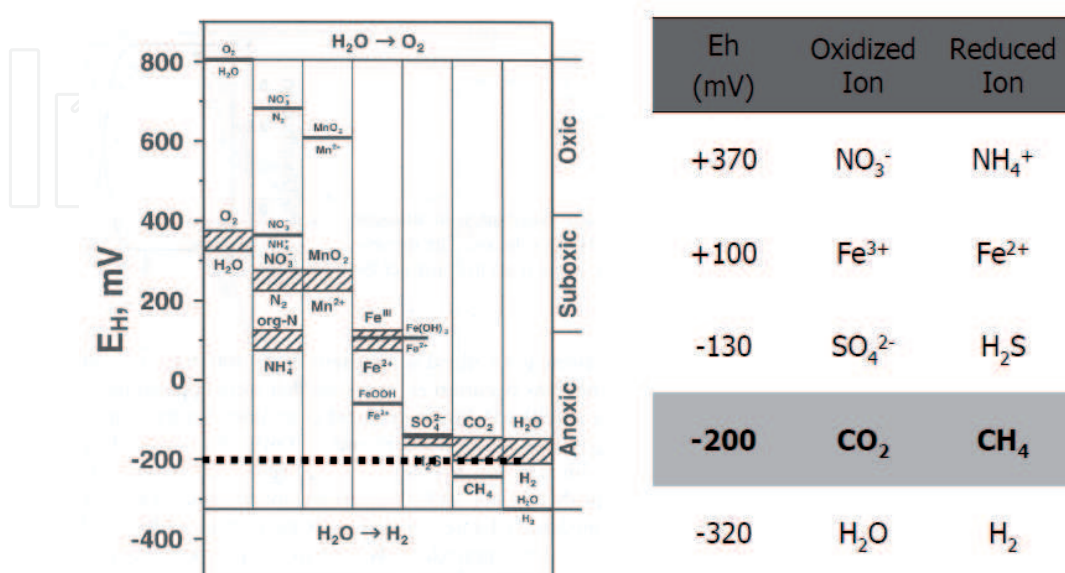 H₂O → O₂
800
600
400
200
0
-200
-400
E_H, mV
O₂
H₂O
NO₃⁻
N₂
MnO₂
Mn²⁺
O₂
H₂O
NO₃⁻
NH₄⁺
NO₃⁻
N₂
org-N
NH₄⁺
MnO₂
Mn²⁺
Fe^III
Fe(OH)₃
Fe²⁺
Fe²⁺
FeOOH
Fe²⁺
SO₄²⁻
H₂S
CO₂
CH₄
H₂O
H₂
H₂O
H₂
Oxic
Suboxic
Anoxic
H₂O → H₂
Eh (mV) Oxidized Ion Reduced Ion
+370 NO₃⁻ NH₄⁺
+100 Fe³⁺ Fe²⁺
-130 SO₄²⁻ H₂S
-200 CO₂ CH₄
-320 H₂O H₂